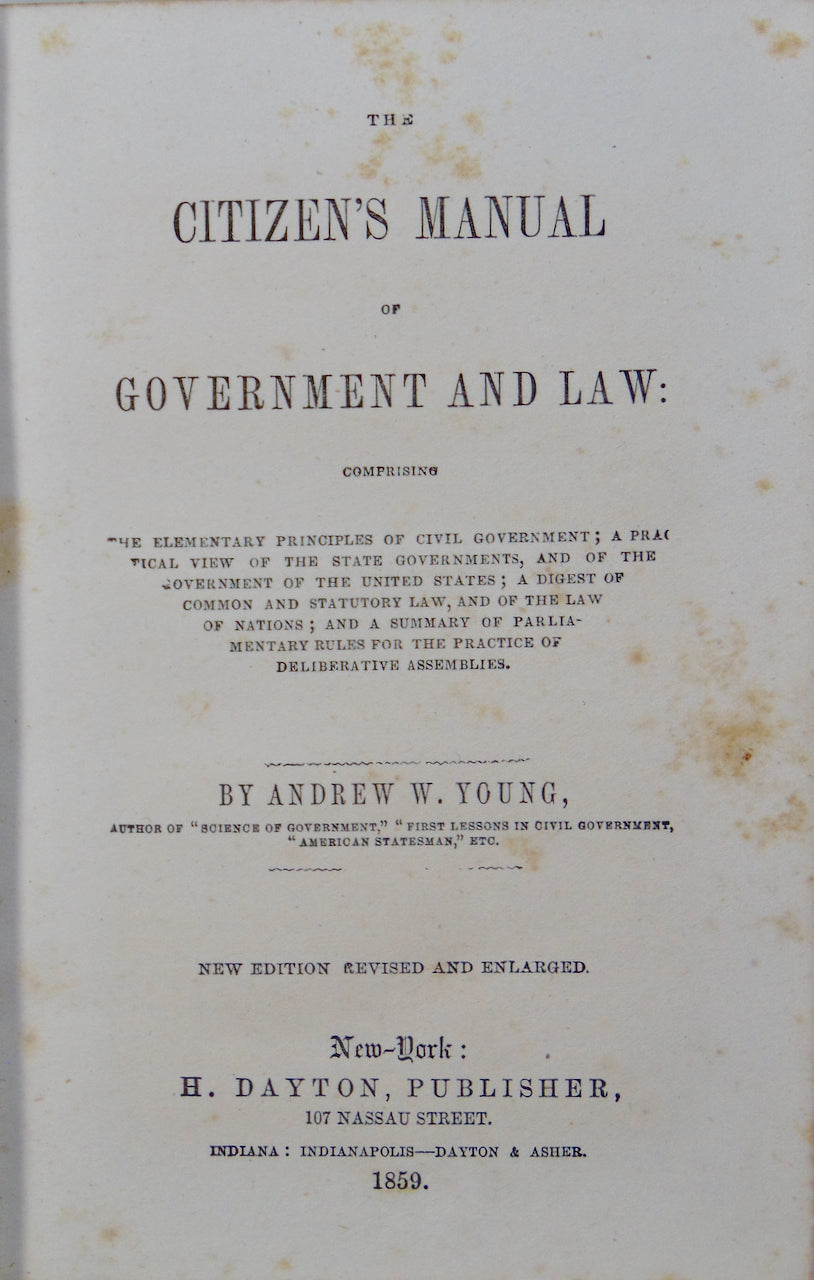 THE
CITIZEN'S MANUAL
OF
GOVERNMENT AND LAW:
COMPRISING
THE ELEMENTARY PRINCIPLES OF CIVIL GOVERNMENT; A PRAC
TICAL VIEW OF THE STATE GOVERNMENTS, AND OF THE
GOVERNMENT OF THE UNITED STATES; A DIGEST OF
COMMON AND STATUTORY LAW, AND OF THE LAW
OF NATIONS; AND A SUMMARY OF PARLIA-
MENTARY RULES FOR THE PRACTICE OF
DELIBERATIVE ASSEMBLIES.
BY ANDREW W. YOUNG,
AUTHOR OF "SCIENCE OF GOVERNMENT," "FIRST LESSONS IN CIVIL GOVERNMENT,
"AMERICAN STATESMAN," ETC.
NEW EDITION REVISED AND ENLARGED.
New-York:
H. DAYTON, PUBLISHER,
107 NASSAU STREET.
INDIANA: INDIANAPOLIS—DAYTON & ASHER.
1859.